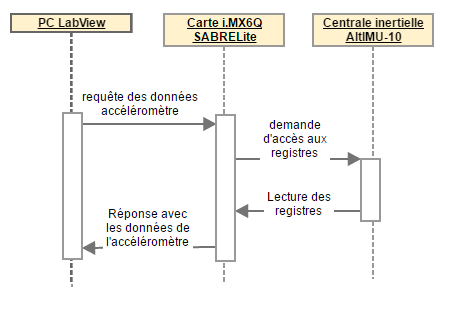 PC LabView
Carte i.MX6Q
SABRELite
Centrale inertielle
AltIMU-10
requête des données
accéléromètre
demande
d'accès aux
registres
Lecture des
registres
Réponse avec
les données de
l'accéléromètre